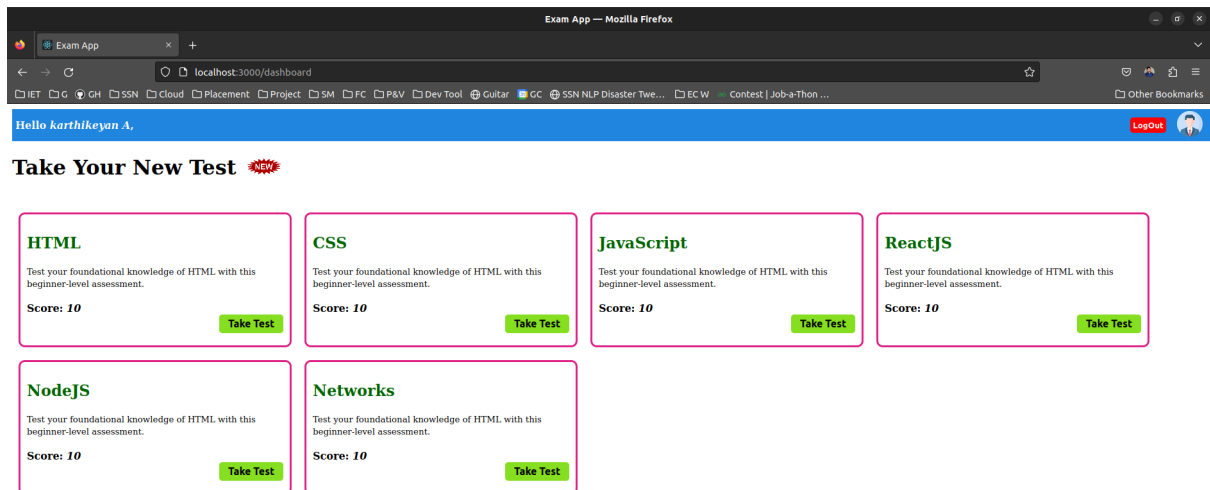 Exam App — Mozilla Firefox
Exam App
localhost:3000/dashboard
IET G GH SSN Cloud Placement Project SM FC P&V Dev Tool Guitar GC SSN NLP Disaster Twe... EC W Contest | Job-a-Thon ... Other Bookmarks
Hello karthikeyan A, LogOut
Take Your New Test NEW
HTML
Test your foundational knowledge of HTML with this
beginner-level assessment.
Score: 10
Take Test
CSS
Test your foundational knowledge of HTML with this
beginner-level assessment.
Score: 10
Take Test
JavaScript
Test your foundational knowledge of HTML with this
beginner-level assessment.
Score: 10
Take Test
ReactJS
Test your foundational knowledge of HTML with this
beginner-level assessment.
Score: 10
Take Test
NodeJS
Test your foundational knowledge of HTML with this
beginner-level assessment.
Score: 10
Take Test
Networks
Test your foundational knowledge of HTML with this
beginner-level assessment.
Score: 10
Take Test